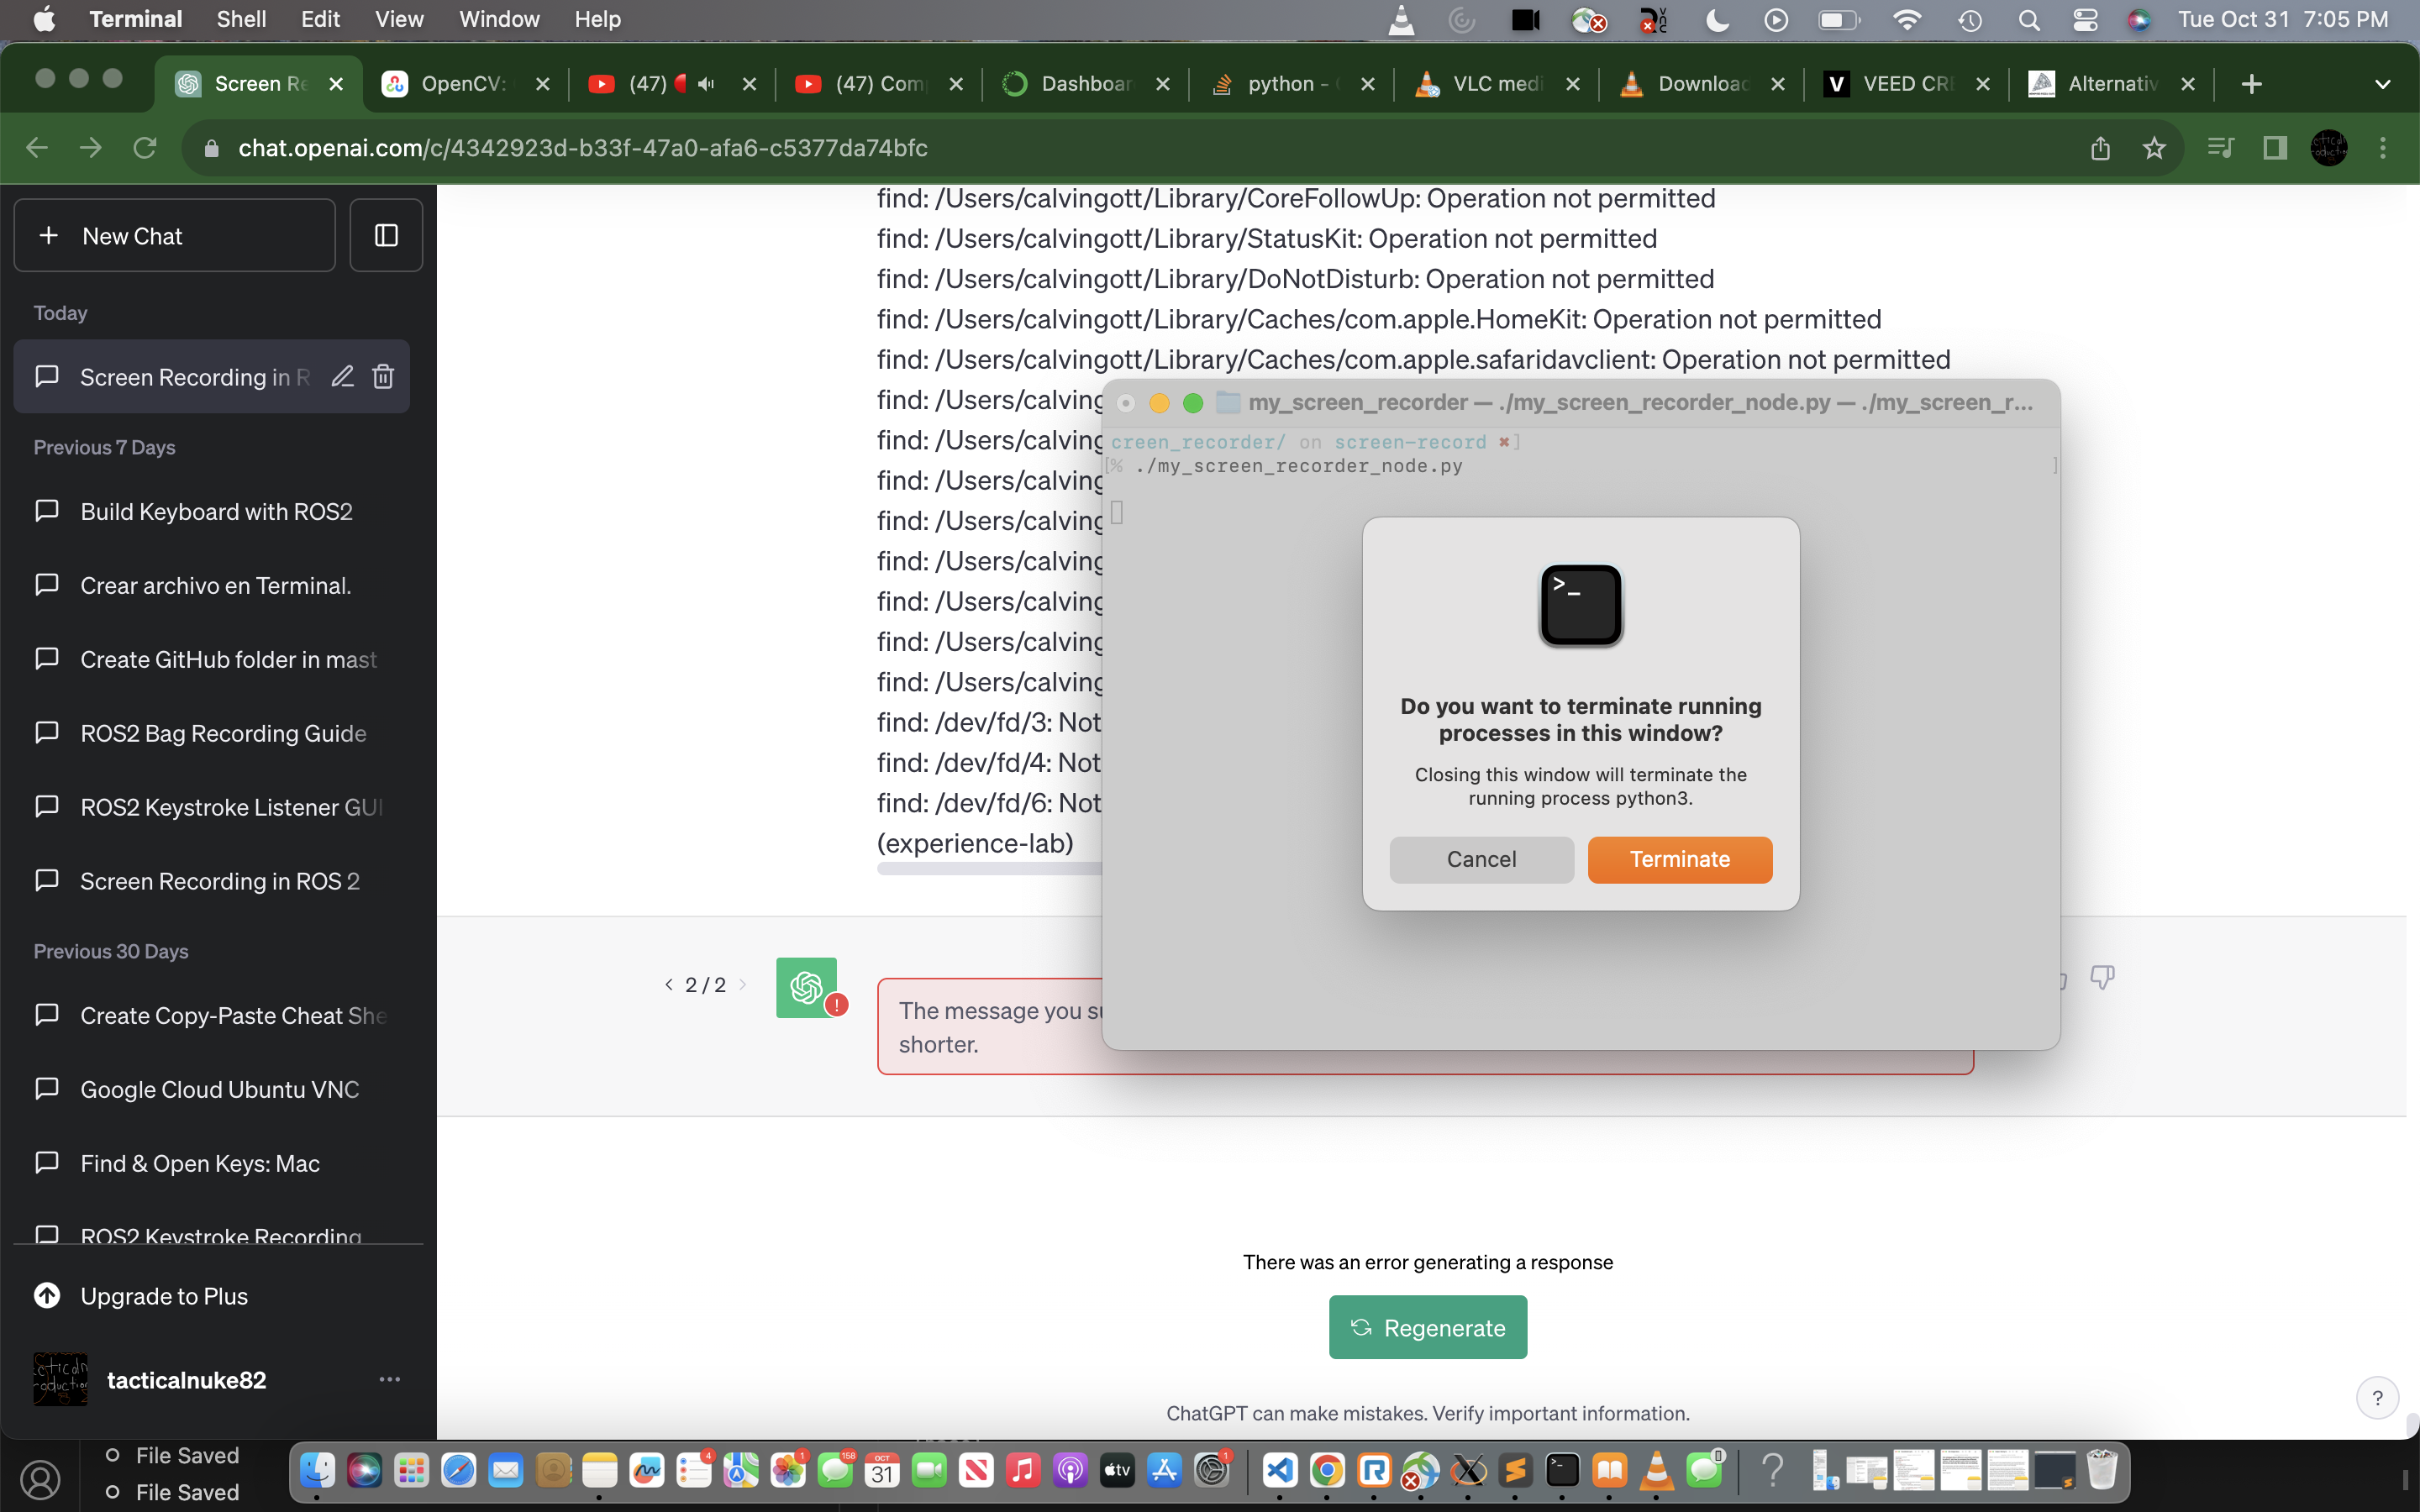 Terminal Shell Edit View Window Help Tue Oct 31 7:05 PM
Screen Re
OpenCV:
(47)
(47) Com
Dashboar
python -
VLC medi
Downloac
VEED CRE
Alternativ
chat.openai.com/c/4342923d-b33f-47a0-afa6-c5377da74bfc
New Chat
Today
Screen Recording in R
Previous 7 Days
Build Keyboard with ROS2
Crear archivo en Terminal.
Create GitHub folder in mast
ROS2 Bag Recording Guide
ROS2 Keystroke Listener GUI
Screen Recording in ROS 2
Previous 30 Days
Create Copy-Paste Cheat She
Google Cloud Ubuntu VNC
Find & Open Keys: Mac
ROS2 Keystroke Recording
Upgrade to Plus
tacticalnuke82
find: /Users/calvingott/Library/CoreFollowUp: Operation not permitted
find: /Users/calvingott/Library/StatusKit: Operation not permitted
find: /Users/calvingott/Library/DoNotDisturb: Operation not permitted
find: /Users/calvingott/Library/Caches/com.apple.HomeKit: Operation not permitted
find: /Users/calvingott/Library/Caches/com.apple.safaridavclient: Operation not permitted
find: /Users/calving
find: /Users/calving
find: /Users/calving
find: /Users/calving
find: /Users/calving
find: /Users/calving
find: /Users/calving
find: /Users/calving
find: /dev/fd/3: Not
find: /dev/fd/4: Not
find: /dev/fd/6: Not
(experience-lab)
my_screen_recorder — ./my_screen_recorder_node.py — ./my_screen_r...
creen_recorder/ on screen-record ✖]
[% ./my_screen_recorder_node.py ]
Do you want to terminate running
processes in this window?
Closing this window will terminate the
running process python3.
Cancel
Terminate
2 / 2
The message you su
shorter.
There was an error generating a response
Regenerate
ChatGPT can make mistakes. Verify important information.
?
File Saved
File Saved
4
1
158
OCT
31
tv
1